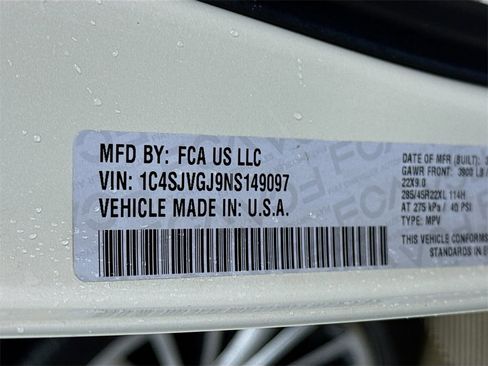 MFD BY: FCA US LLC
VIN: 1C4SJVGJ9NS149097
VEHICLE MADE IN: U.S.A.
DATE OF MFR (BUILT):
GAWR FRONT: 3900 LB /
22X9.0
285/45R22XL 114H
AT 275 kPa / 40 PSI
TYPE: MPV
THIS VEHICLE CONFORMS
STANDARDS IN